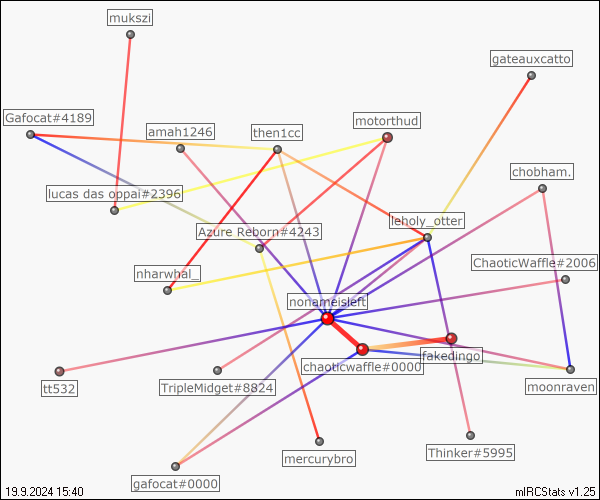 mukszi
gateauxcatto
Gafocat#4189
amah1246
then1cc
motorthud
chobham.
lucas das oppai#2396
leholy_otter
Azure Reborn#4243
ChaoticWaffle#2006
nharwhal_
nonameisleft
fakedingo
chaoticwaffle#0000
tt532
TripleMidget#8824
moonraven
Thinker#5995
mercurybro
gafocat#0000
19.9.2024 15:40
mIRCStats v1.25